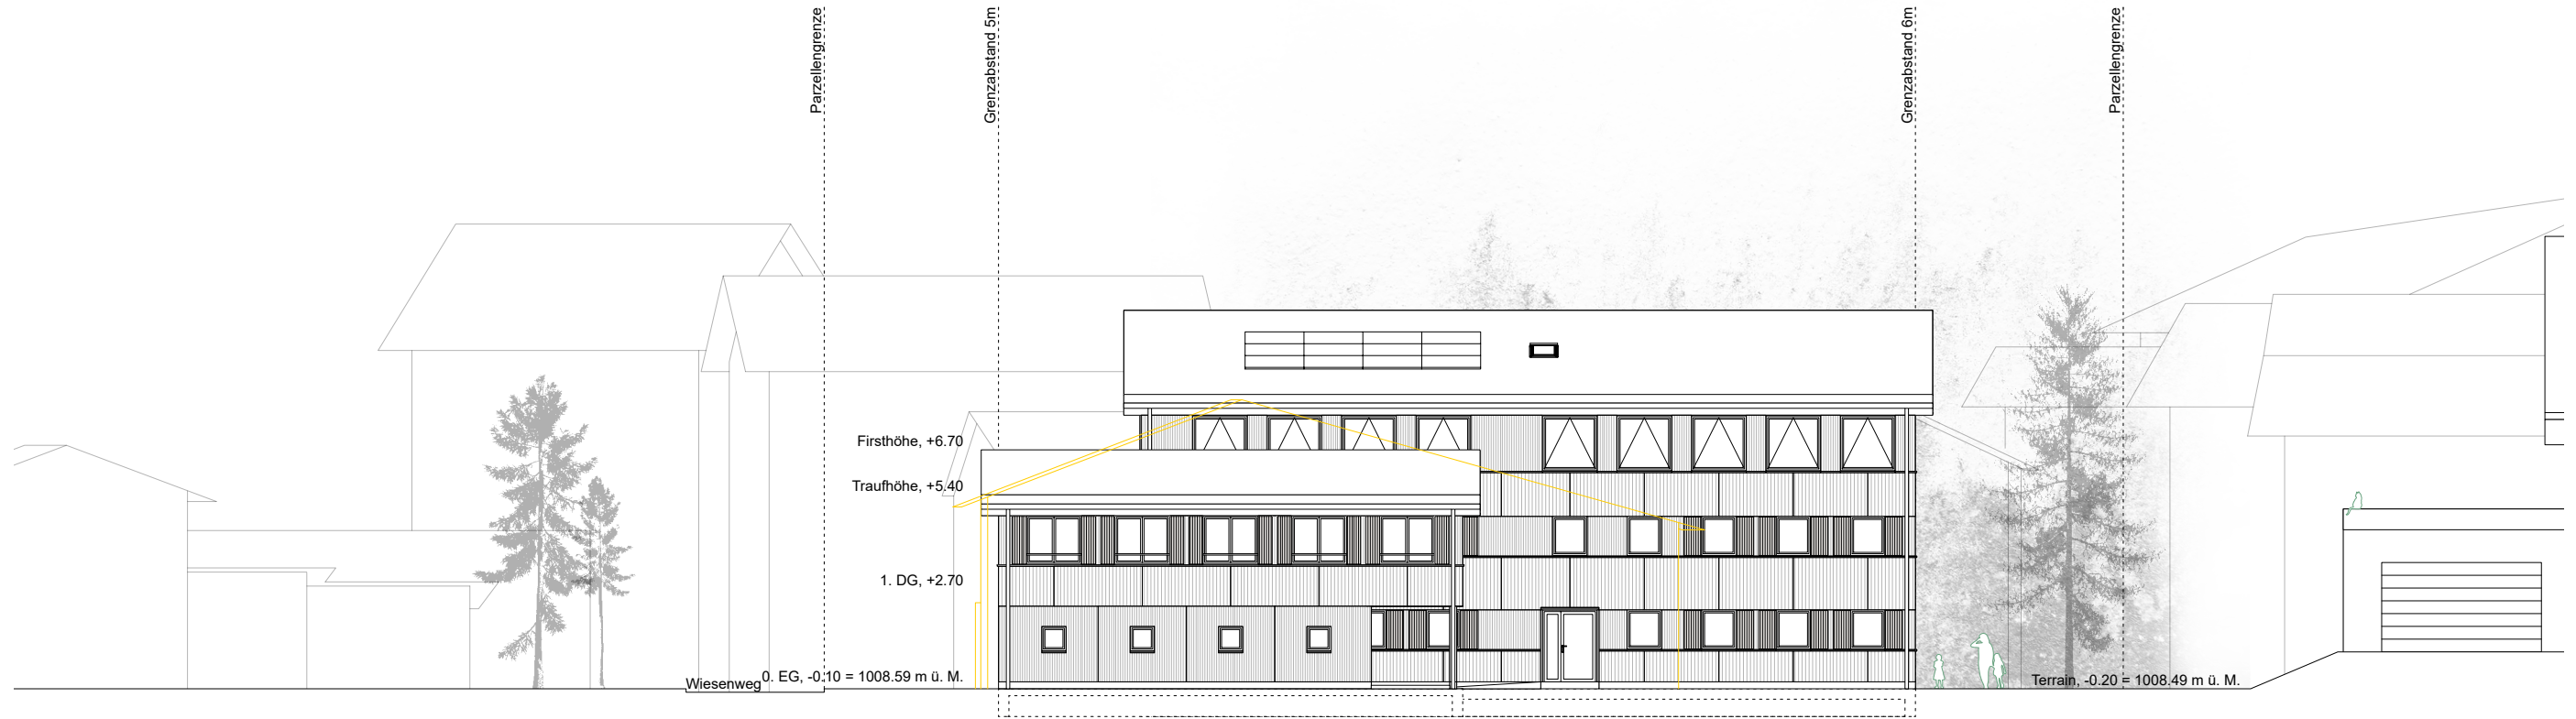 Parzellengrenze
Grenzabstand 5m
Grenzabstand 6m
Parzellengrenze
Firsthöhe, +6.70
Traufhöhe, +5.40
1. DG, +2.70
0. EG, -0.10 = 1008.59 m ü. M.
Wiesenweg
Terrain, -0.20 = 1008.49 m ü. M.